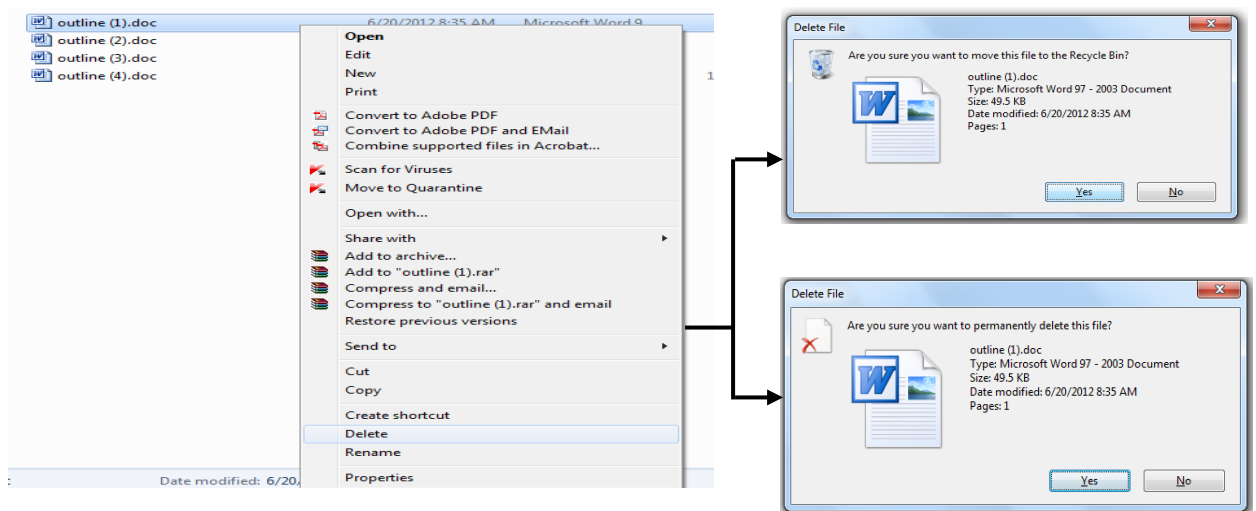 outline (1).doc 6/20/2012 8:35 AM Microsoft Word 9
outline (2).doc
outline (3).doc
outline (4).doc
1
Open
Edit
New
Print
Convert to Adobe PDF
Convert to Adobe PDF and EMail
Combine supported files in Acrobat...
Scan for Viruses
Move to Quarantine
Open with...
Share with
Add to archive...
Add to "outline (1).rar"
Compress and email...
Compress to "outline (1).rar" and email
Restore previous versions
Send to
Cut
Copy
Create shortcut
Delete
Rename
Properties
Date modified: 6/20/
Delete File
Are you sure you want to move this file to the Recycle Bin?
outline (1).doc
Type: Microsoft Word 97 - 2003 Document
Size: 49.5 KB
Date modified: 6/20/2012 8:35 AM
Pages: 1
Yes No
Delete File
Are you sure you want to permanently delete this file?
outline (1).doc
Type: Microsoft Word 97 - 2003 Document
Size: 49.5 KB
Date modified: 6/20/2012 8:35 AM
Pages: 1
Yes No